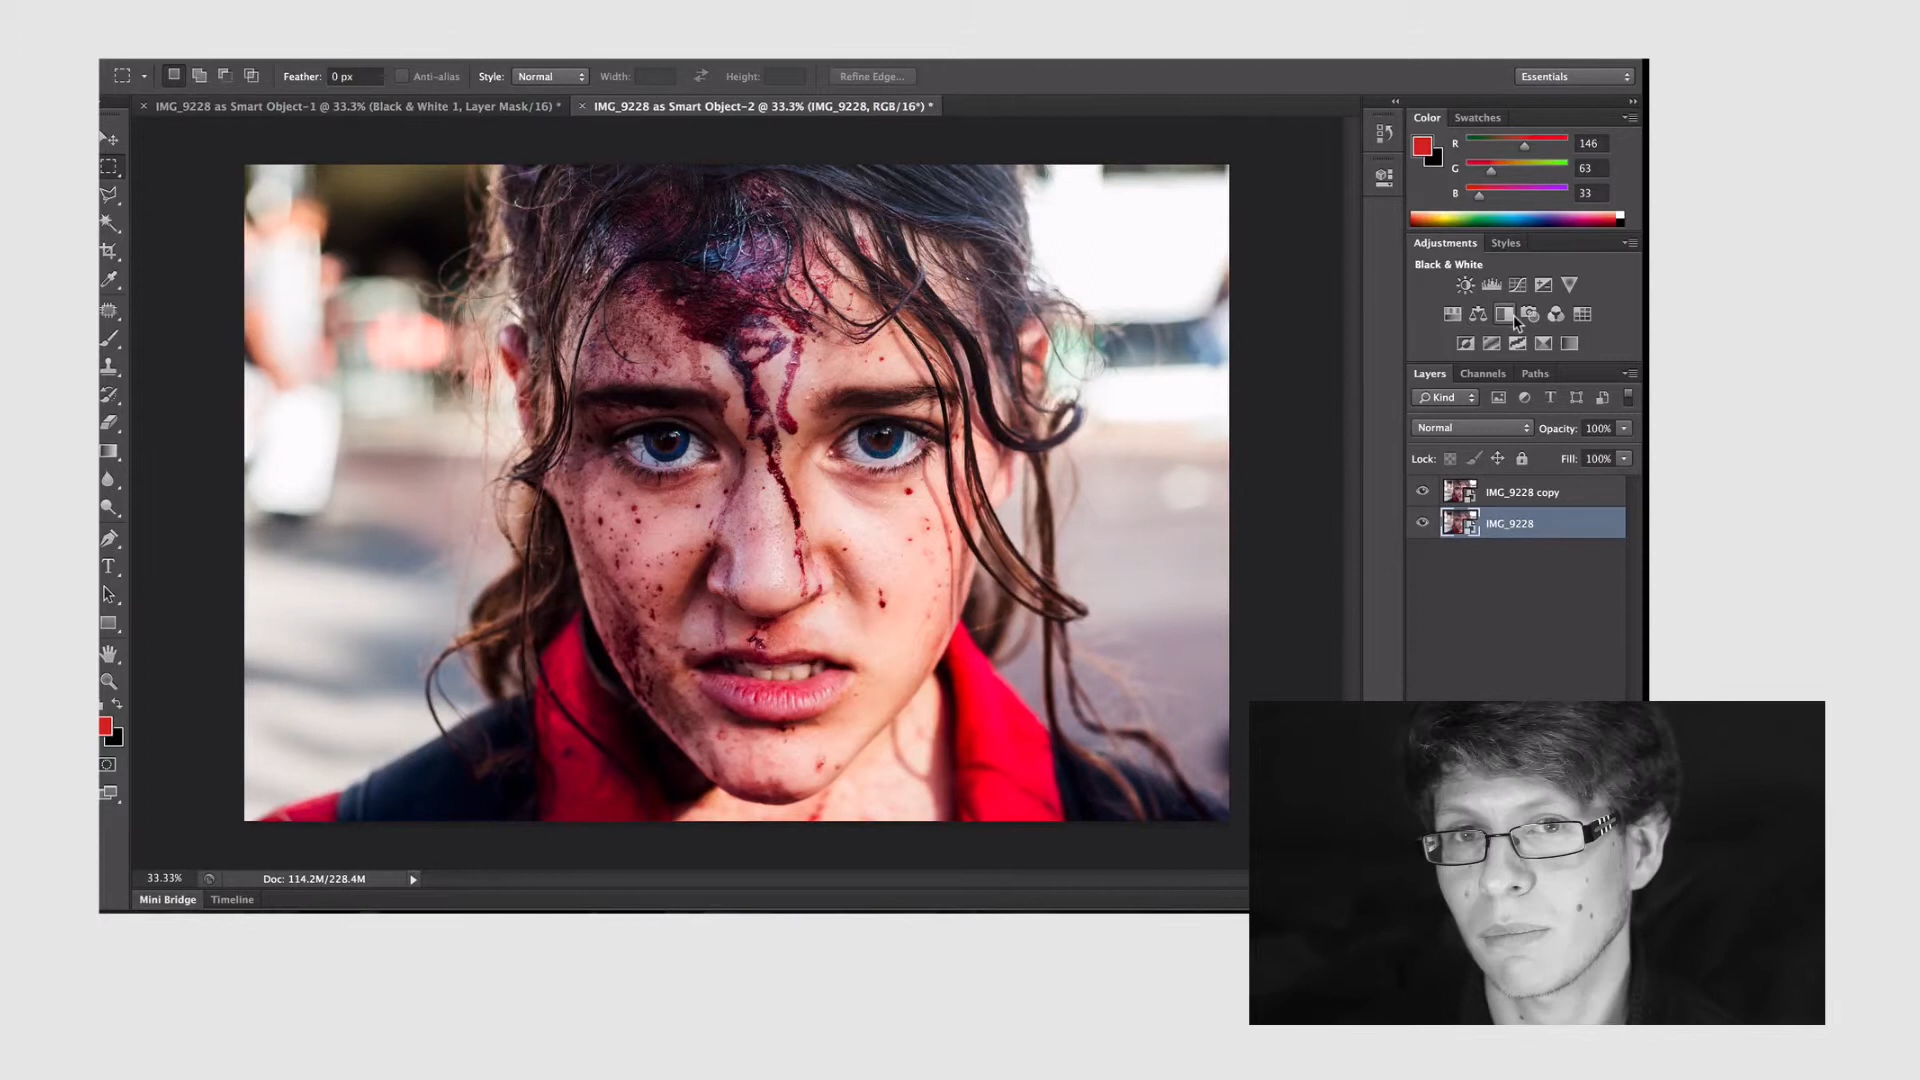 Feather: 0 px Anti-alias Style: Normal Width: Height: Refine Edge... Essentials
× IMG_9228 as Smart Object-1 @ 33.3% (Black & White 1, Layer Mask/16) * × IMG_9228 as Smart Object-2 @ 33.3% (IMG_9228, RGB/16*) *
Color Swatches
R 146
G 63
B 33
Adjustments Styles
Black & White
Layers Channels Paths
Kind
Normal Opacity: 100%
Lock: Fill: 100%
IMG_9228 copy
IMG_9228
33.33% Doc: 114.2M/228.4M
Mini Bridge Timeline